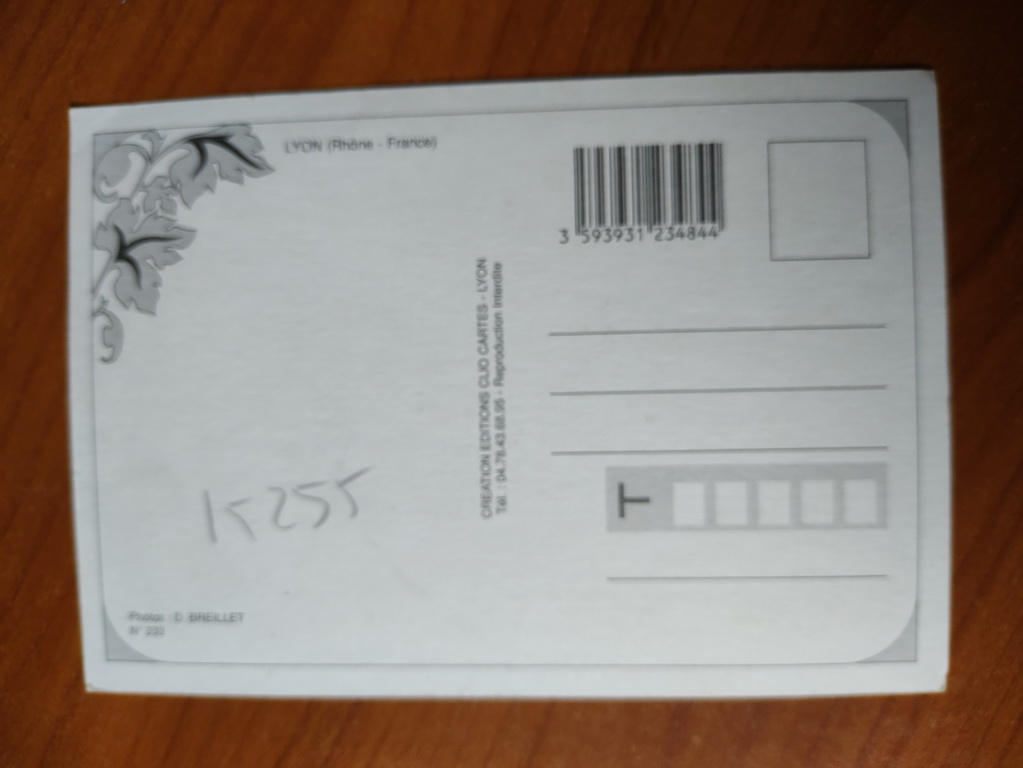 LYON (Rhône - France)
3 593931 234844
CREATION EDITIONS CLIO CARTES - LYON
Tél. : 04.78.43.68.95 - Reproduction Interdite
T
Photos : D. BREILLET
N° 233